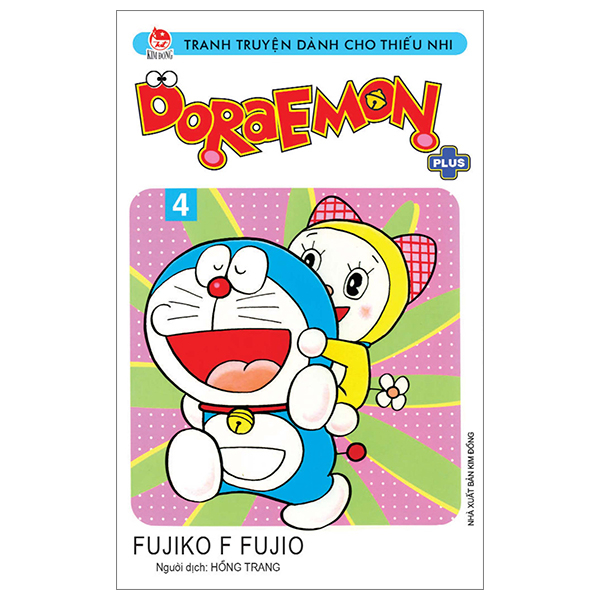 KIM ĐỒNG
TRANH TRUYỆN DÀNH CHO THIẾU NHI
DORAEMON
PLUS
4
NHÀ XUẤT BẢN KIM ĐỒNG
FUJIKO F FUJIO
Người dịch: HỒNG TRANG